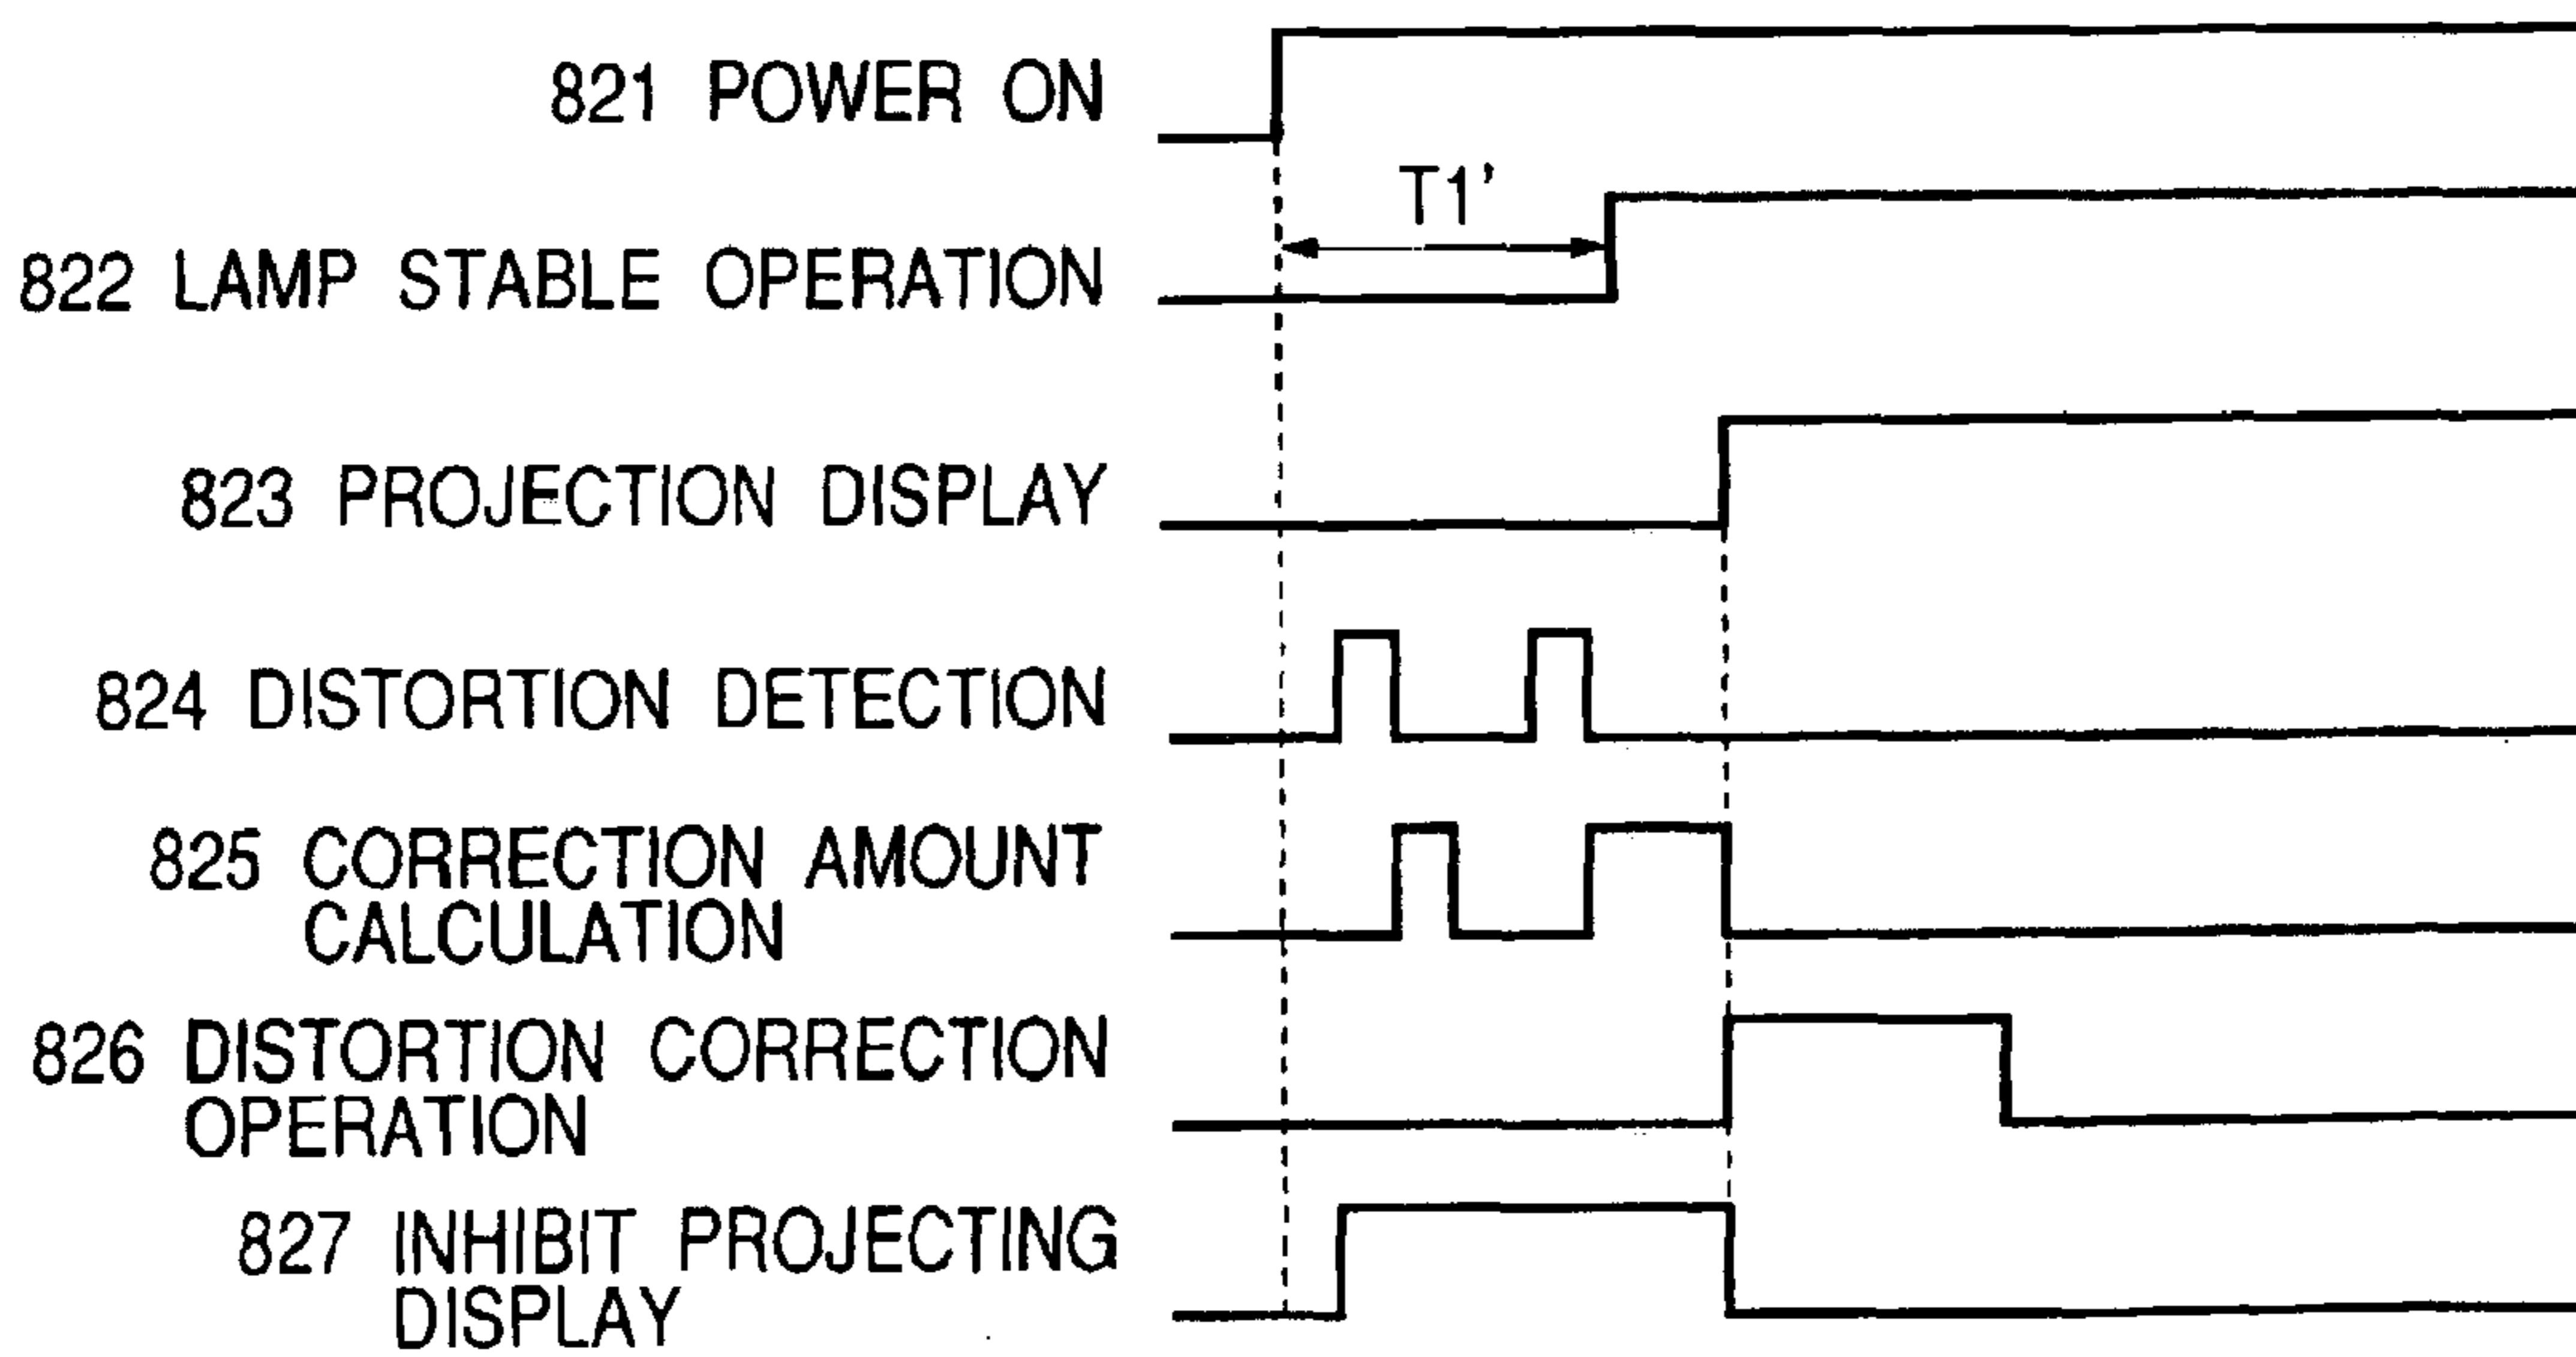 821 POWER ON
T1'
822 LAMP STABLE OPERATION
823 PROJECTION DISPLAY
824 DISTORTION DETECTION
825 CORRECTION AMOUNT
CALCULATION
826 DISTORTION CORRECTION
OPERATION
827 INHIBIT PROJECTING
DISPLAY